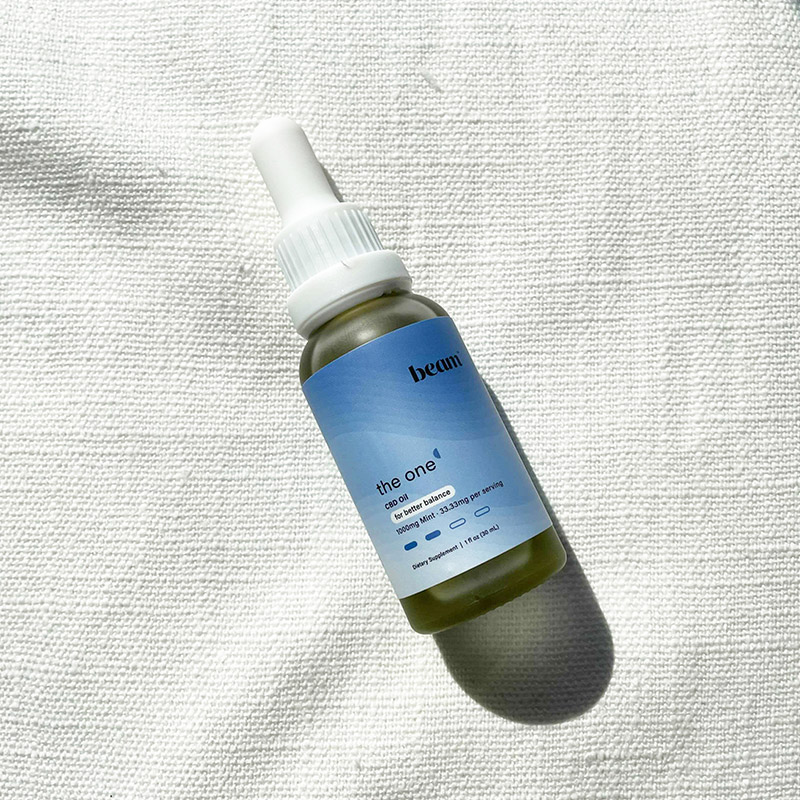 beam
the one
CBD Oil
for better balance
1000mg Mint · 33.33mg per serving
Dietary Supplement | 1 fl oz (30 mL)